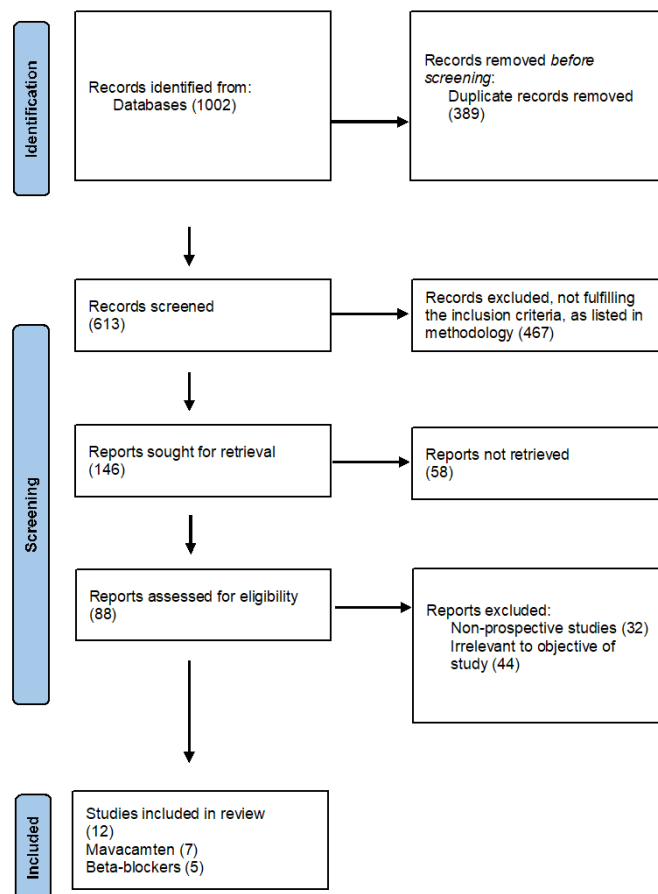 Identification
Records identified from:
Databases (1002)
Records removed before
screening:
Duplicate records removed
(389)
Screening
Records screened
(613)
Records excluded, not fulfilling
the inclusion criteria, as listed in
methodology (467)
Reports sought for retrieval
(146)
Reports not retrieved
(58)
Reports assessed for eligibility
(88)
Reports excluded:
Non-prospective studies (32)
Irrelevant to objective of
study (44)
Included
Studies included in review
(12)
Mavacamten (7)
Beta-blockers (5)